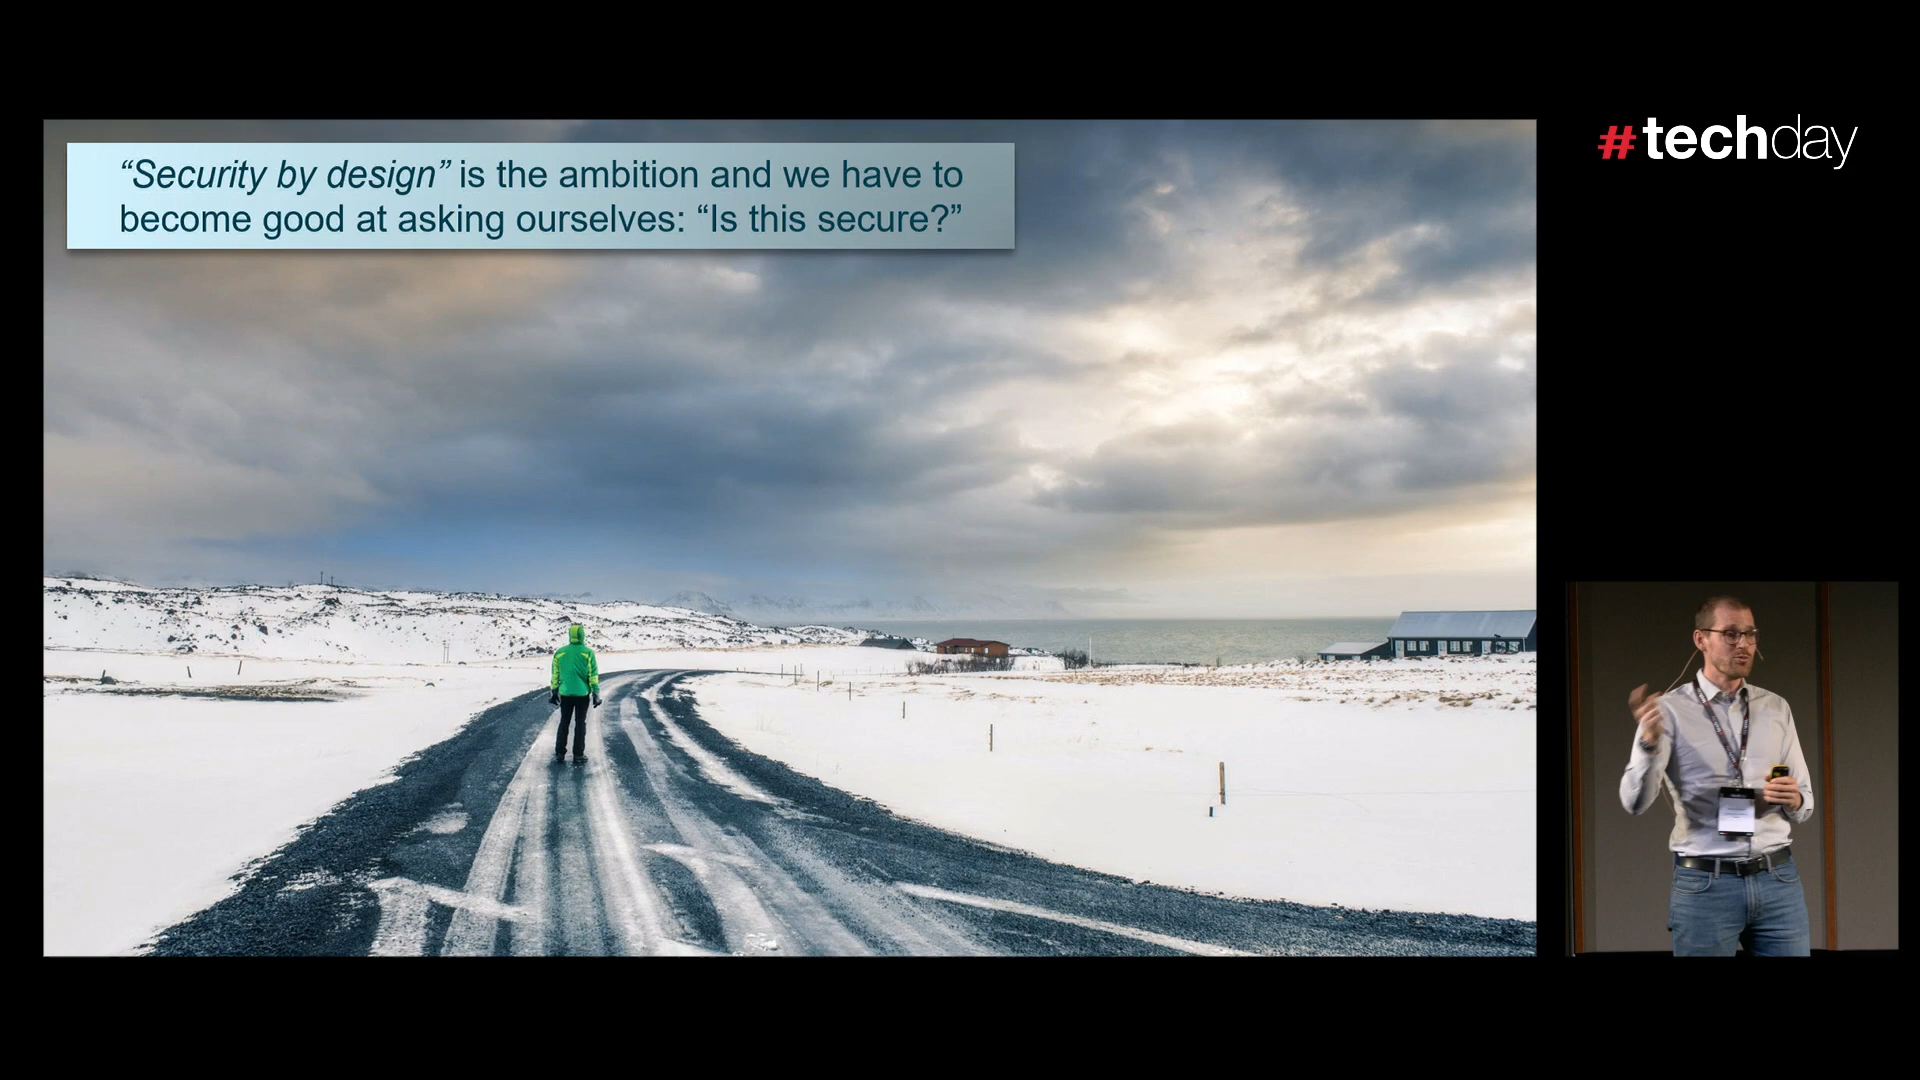 “Security by design” is the ambition and we have to
become good at asking ourselves: “Is this secure?”
#techday